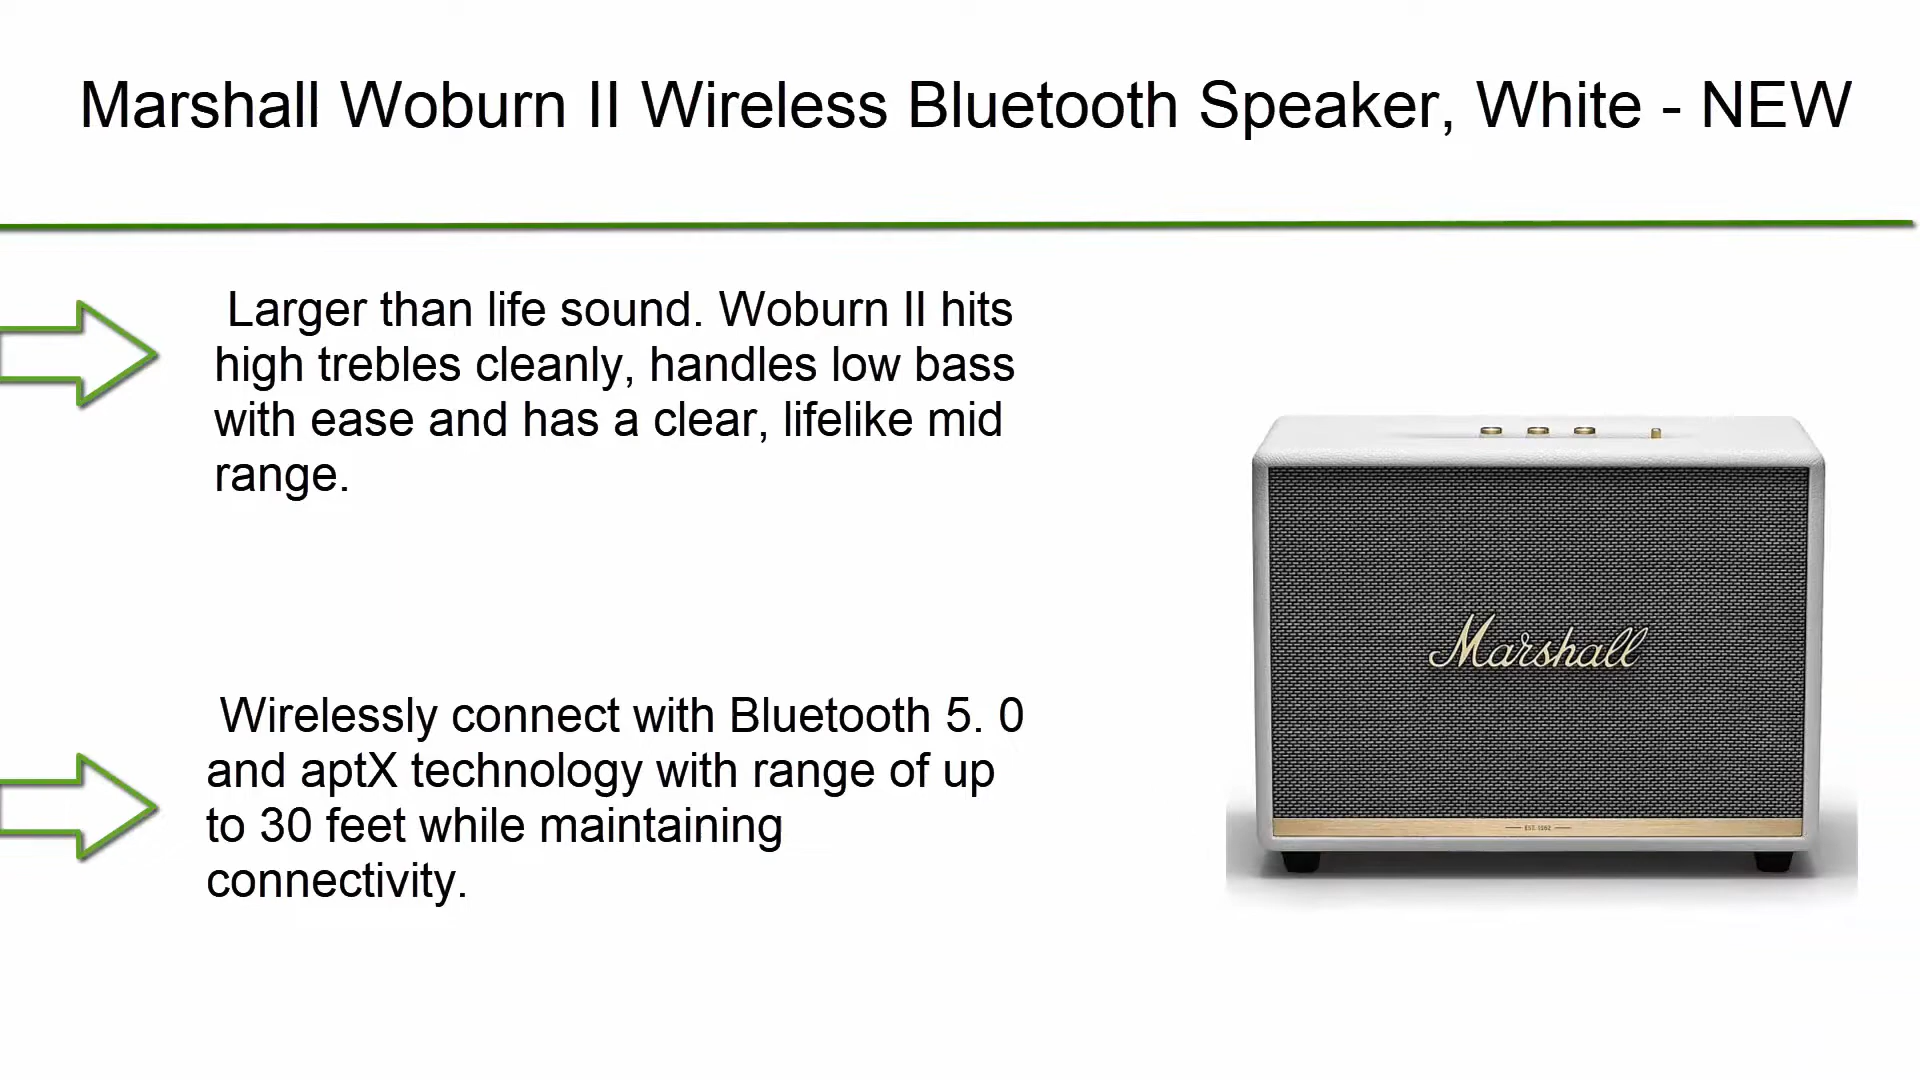 Marshall Woburn II Wireless Bluetooth Speaker, White - NEW
Larger than life sound. Woburn II hits
high trebles cleanly, handles low bass
with ease and has a clear, lifelike mid
range.
Wirelessly connect with Bluetooth 5. 0
and aptX technology with range of up
to 30 feet while maintaining
connectivity.
Marshall
EST. 1962